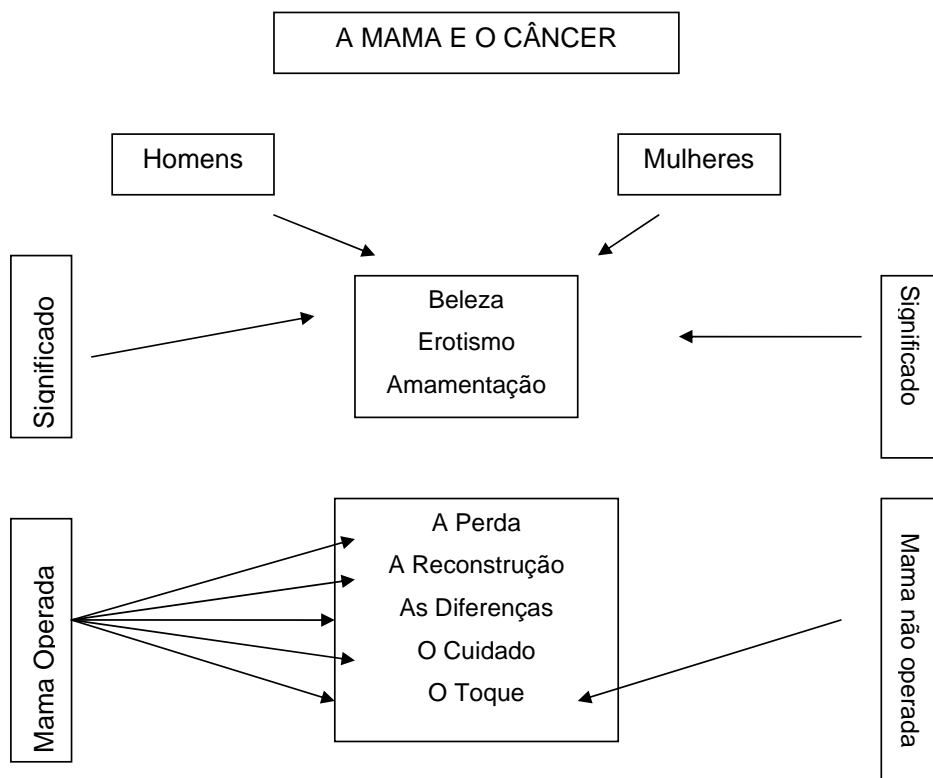 A MAMA E O CÂNCER
Homens
Mulheres
Significado
Beleza
Erotismo
Amamentação
Significado
Mama Operada
A Perda
A Reconstrução
As Diferenças
O Cuidado
O Toque
Mama não operada